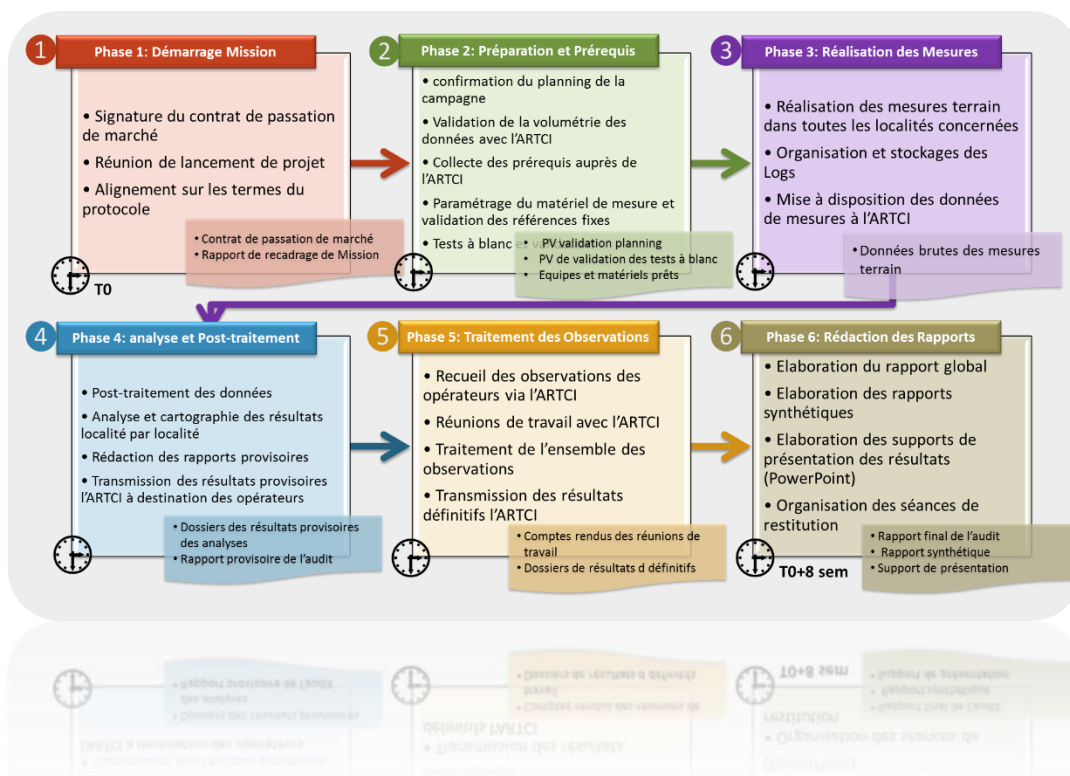 1
Phase 1: Démarrage Mission
• Signature du contrat de passation
de marché
• Réunion de lancement de projet
• Alignement sur les termes du
protocole
• Contrat de passation de marché
• Rapport de recadrage de Mission
T0
2
Phase 2: Préparation et Prérequis
• confirmation du planning de la
campagne
• Validation de la volumétrie des
données avec l’ARTCI
• Collecte des prérequis auprès de
l’ARTCI
• Paramétrage du matériel de mesure et
validation des références fixes
• Tests à blanc et
• PV validation planning
• PV de validation des tests à blanc
• Equipes et matériels prêts
3
Phase 3: Réalisation des Mesures
• Réalisation des mesures terrain
dans toutes les localités concernées
• Organisation et stockages des
Logs
• Mise à disposition des données
de mesures à l’ARTCI
• Données brutes des mesures
terrain
4
Phase 4: analyse et Post-traitement
• Post-traitement des données
• Analyse et cartographie des résultats
localité par localité
• Rédaction des rapports provisoires
• Transmission des résultats provisoires
l’ARTCI à destination des opérateurs
• Dossiers des résultats provisoires
des analyses
• Rapport provisoire de l’audit
5
Phase 5: Traitement des Observations
• Recueil des observations des
opérateurs via l’ARTCI
• Réunions de travail avec l’ARTCI
• Traitement de l’ensemble des
observations
• Transmission des résultats
définitifs l’ARTCI
• Comptes rendus des réunions de
travail
• Dossiers de résultats d définitifs
6
Phase 6: Rédaction des Rapports
• Elaboration du rapport global
• Elaboration des rapports
synthétiques
• Elaboration des supports de
présentation des résultats
(PowerPoint)
• Organisation des séances de
restitution
• Rapport final de l’audit
• Rapport synthétique
• Support de présentation
T0+8 sem